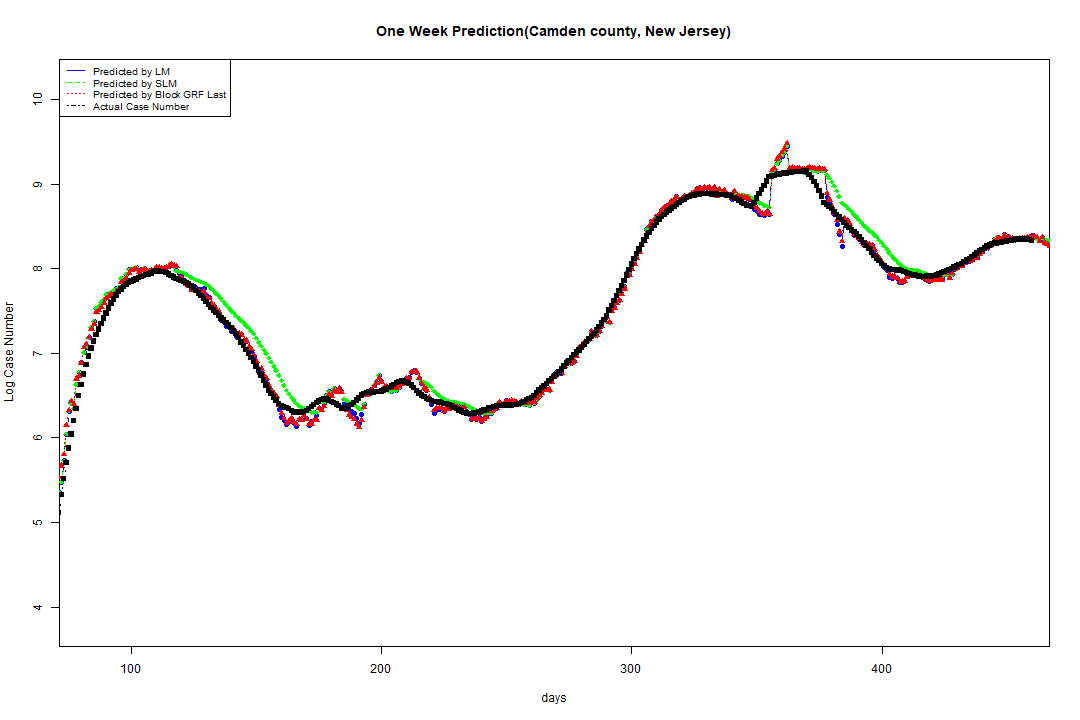 One Week Prediction(Camden county, New Jersey)
Predicted by LM
Predicted by SLM
Predicted by Block GRF Last
Actual Case Number
10
9
8
7
6
5
4
Log Case Number
100 200 300 400
days